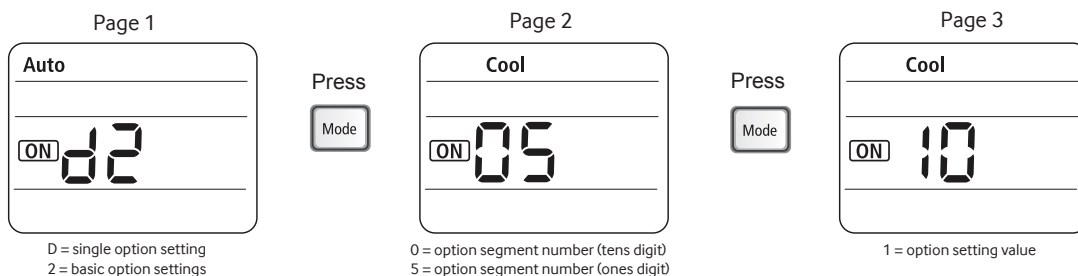 Page 1
Page 2
Page 3
Auto
Cool
Cool
Press
Press
Mode
Mode
ON d2
ON 05
ON 10
D = single option setting
2 = basic option settings
0 = option segment number (tens digit)
5 = option segment number (ones digit)
1 = option setting value